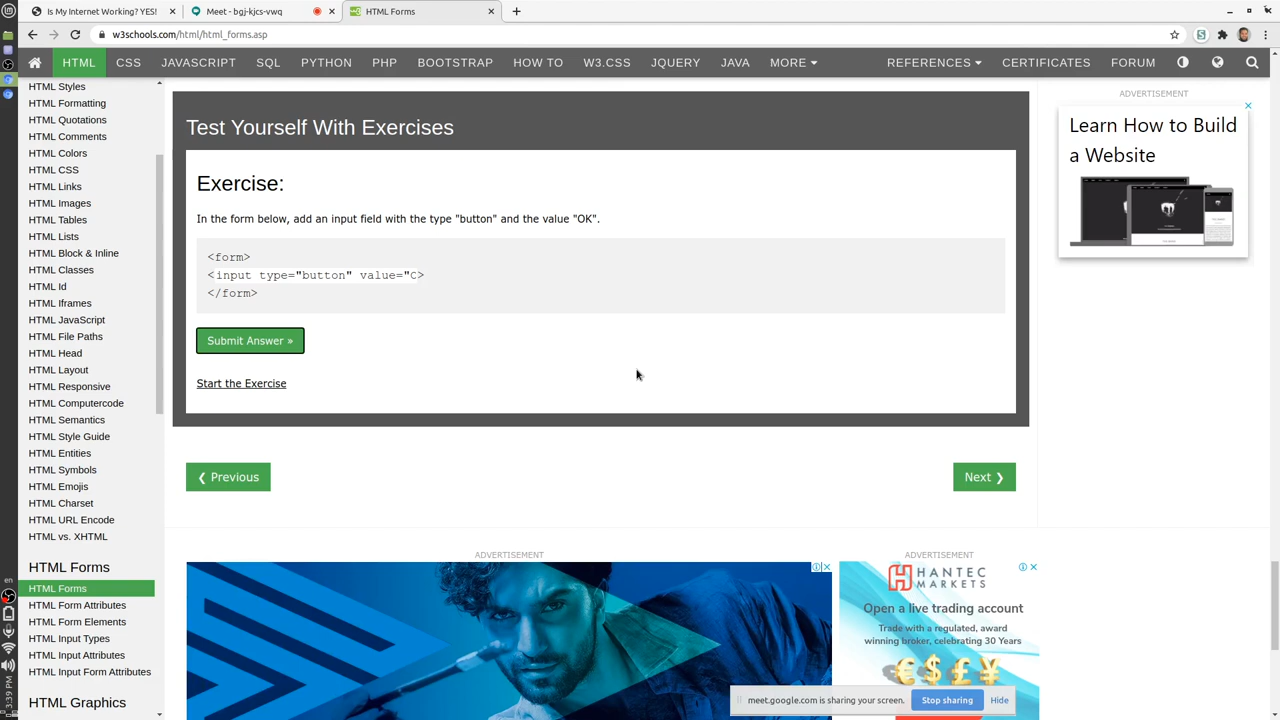 Is My Internet Working? YES!
Meet - bgj-kjcs-vwq
HTML Forms
w3schools.com/html/html_forms.asp
HTML CSS JAVASCRIPT SQL PYTHON PHP BOOTSTRAP HOW TO W3.CSS JQUERY JAVA MORE REFERENCES CERTIFICATES FORUM
HTML Styles
HTML Formatting
HTML Quotations
HTML Comments
HTML Colors
HTML CSS
HTML Links
HTML Images
HTML Tables
HTML Lists
HTML Block & Inline
HTML Classes
HTML Id
HTML Iframes
HTML JavaScript
HTML File Paths
HTML Head
HTML Layout
HTML Responsive
HTML Computercode
HTML Semantics
HTML Style Guide
HTML Entities
HTML Symbols
HTML Emojis
HTML Charset
HTML URL Encode
HTML vs. XHTML
HTML Forms
HTML Forms
HTML Form Attributes
HTML Form Elements
HTML Input Types
HTML Input Attributes
HTML Input Form Attributes
HTML Graphics
Test Yourself With Exercises
Exercise:
In the form below, add an input field with the type "button" and the value "OK".
<form>
<input type="button" value="C>
</form>
Submit Answer »
Start the Exercise
❮ Previous
Next ❯
ADVERTISEMENT
Learn How to Build
a Website
ADVERTISEMENT
ADVERTISEMENT
HANTEC
MARKETS
Open a live trading account
Trade with a regulated, award
winning broker, celebrating 30 Years
€$£¥
meet.google.com is sharing your screen.
Stop sharing
Hide
en
3:39 PM